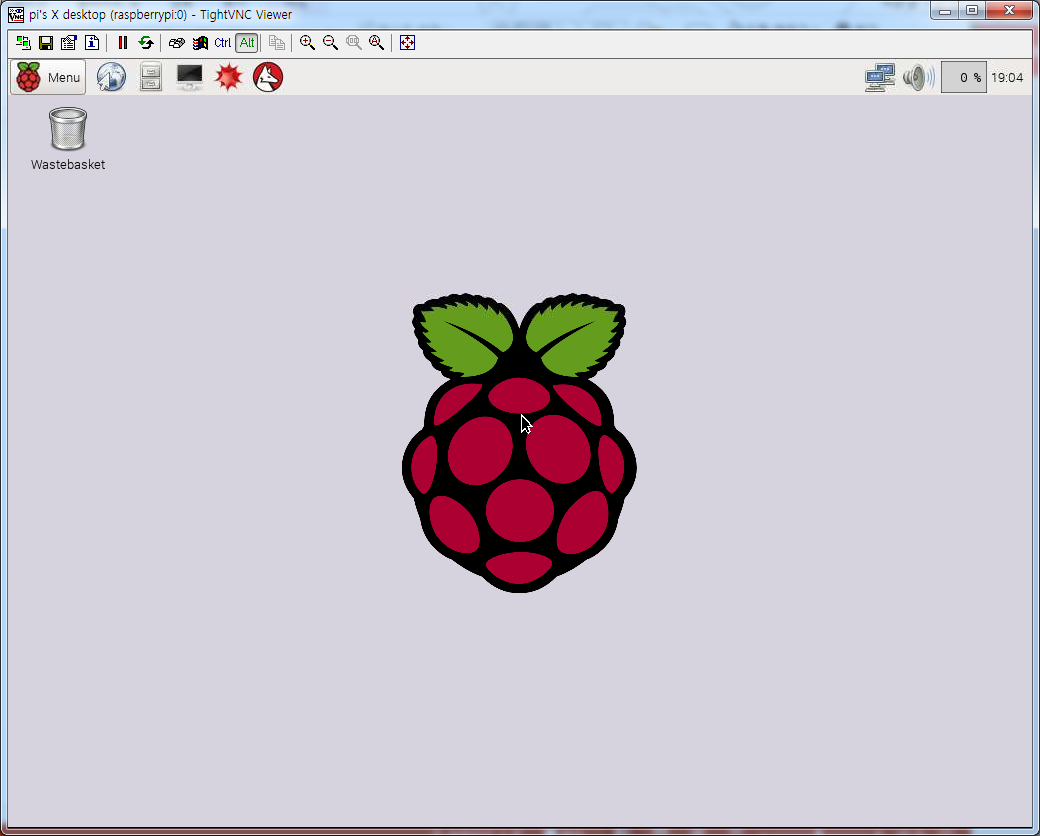 pi's X desktop (raspberrypi:0) - TightVNC Viewer
Ctrl Alt
Menu 0 % 19:04
Wastebasket